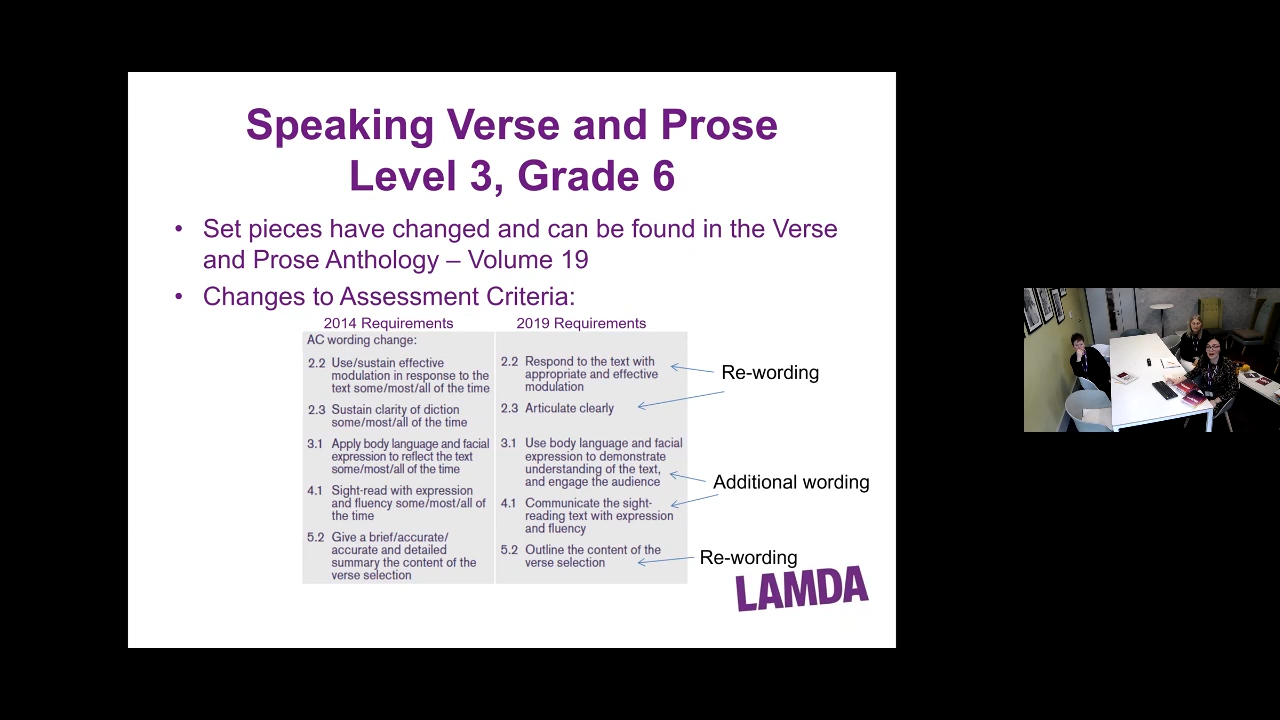 Speaking Verse and Prose
Level 3, Grade 6
• Set pieces have changed and can be found in the Verse
and Prose Anthology – Volume 19
• Changes to Assessment Criteria:
2014 Requirements
AC wording change:
2.2 Use/sustain effective
modulation in response to the
text some/most/all of the time
2.3 Sustain clarity of diction
some/most/all of the time
3.1 Apply body language and facial
expression to reflect the text
some/most/all of the time
4.1 Sight-read with expression
and fluency some/most/all of
the time
5.2 Give a brief/accurate/
accurate and detailed
summary the content of the
verse selection
2019 Requirements
2.2 Respond to the text with
appropriate and effective
modulation
2.3 Articulate clearly
3.1 Use body language and facial
expression to demonstrate
understanding of the text,
and engage the audience
4.1 Communicate the sight-
reading text with expression
and fluency
5.2 Outline the content of the
verse selection
Re-wording
Additional wording
Re-wording
LAMDA